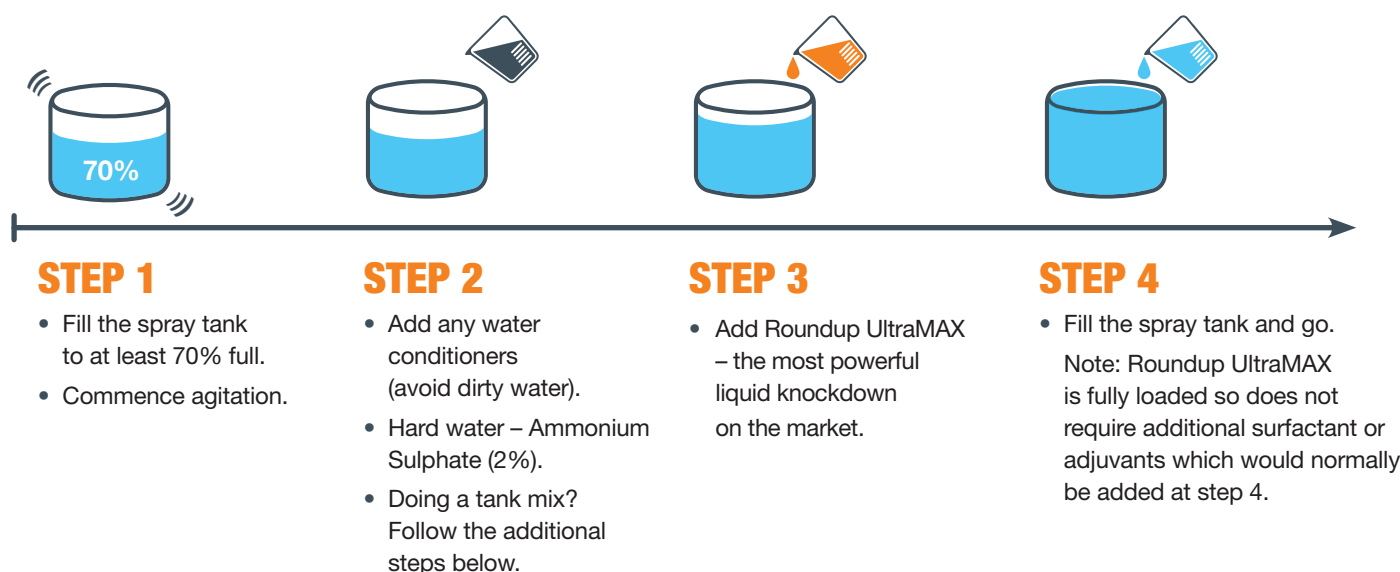 70%
STEP 1
• Fill the spray tank
to at least 70% full.
• Commence agitation.
STEP 2
• Add any water
conditioners
(avoid dirty water).
• Hard water – Ammonium
Sulphate (2%).
• Doing a tank mix?
Follow the additional
steps below.
STEP 3
• Add Roundup UltraMAX
– the most powerful
liquid knockdown
on the market.
STEP 4
• Fill the spray tank and go.
Note: Roundup UltraMAX
is fully loaded so does not
require additional surfactant or
adjuvants which would normally
be added at step 4.